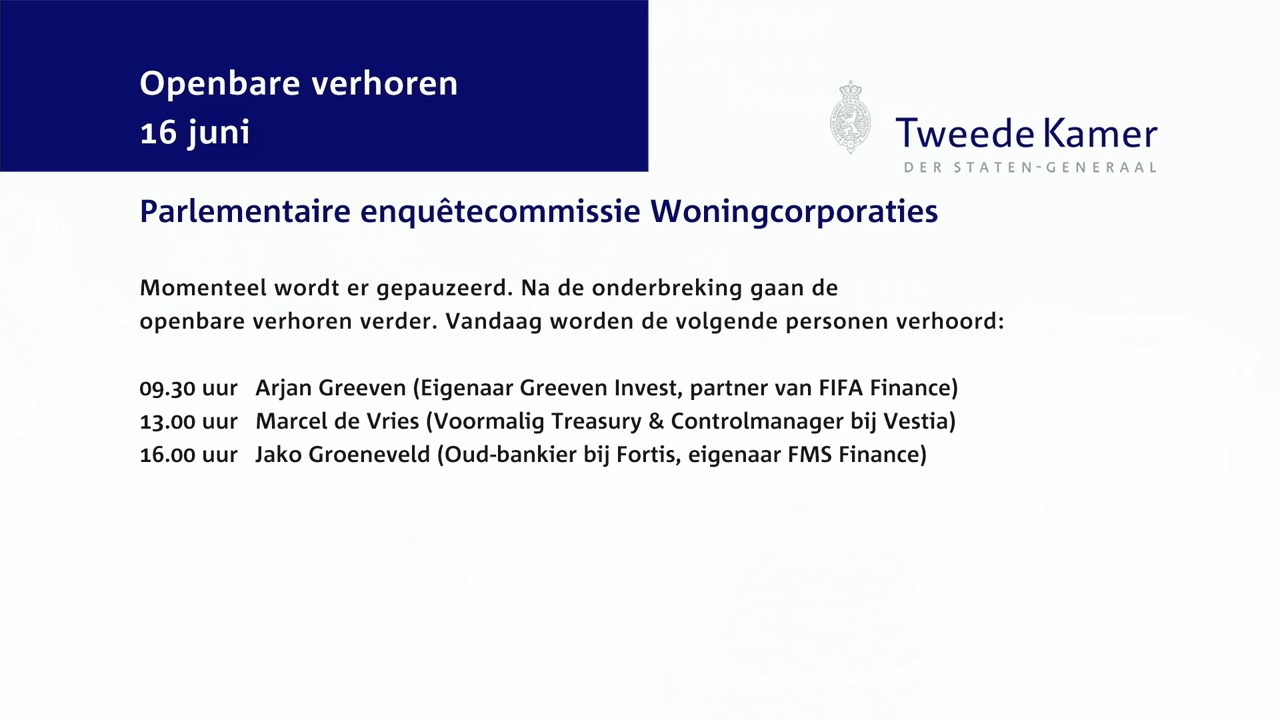 Openbare verhoren
16 juni
Tweede Kamer
DER STATEN-GENERAAL
Parlementaire enquêtecommissie Woningcorporaties
Momenteel wordt er gepauzeerd. Na de onderbreking gaan de
openbare verhoren verder. Vandaag worden de volgende personen verhoord:
09.30 uur Arjan Greeven (Eigenaar Greeven Invest, partner van FIFA Finance)
13.00 uur Marcel de Vries (Voormalig Treasury & Controlmanager bij Vestia)
16.00 uur Jako Groeneveld (Oud-bankier bij Fortis, eigenaar FMS Finance)